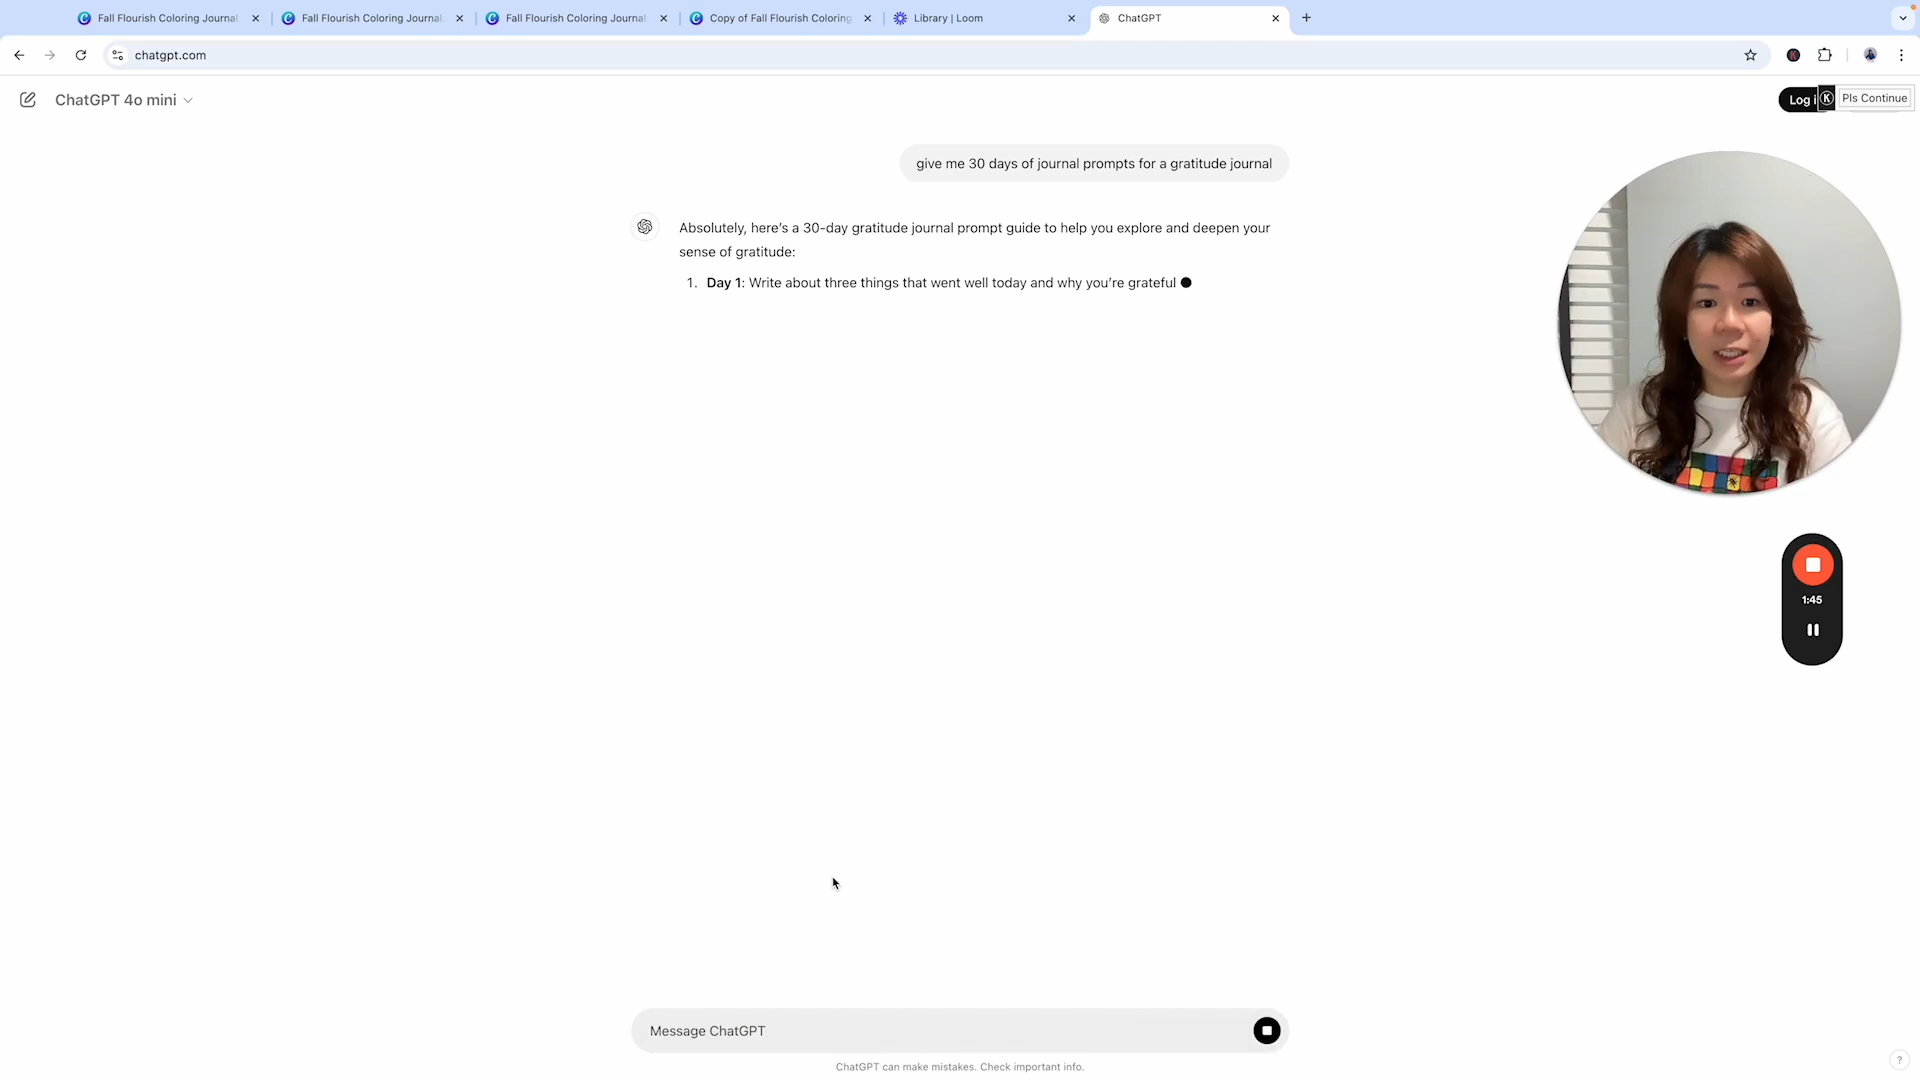 Fall Flourish Coloring Journal
Fall Flourish Coloring Journal
Fall Flourish Coloring Journal
Copy of Fall Flourish Coloring
Library | Loom
ChatGPT
chatgpt.com
ChatGPT 4o mini
Log i
K
Pls Continue
give me 30 days of journal prompts for a gratitude journal
Absolutely, here's a 30-day gratitude journal prompt guide to help you explore and deepen your
sense of gratitude:
1. Day 1: Write about three things that went well today and why you're grateful
1:45
Message ChatGPT
ChatGPT can make mistakes. Check important info.
?